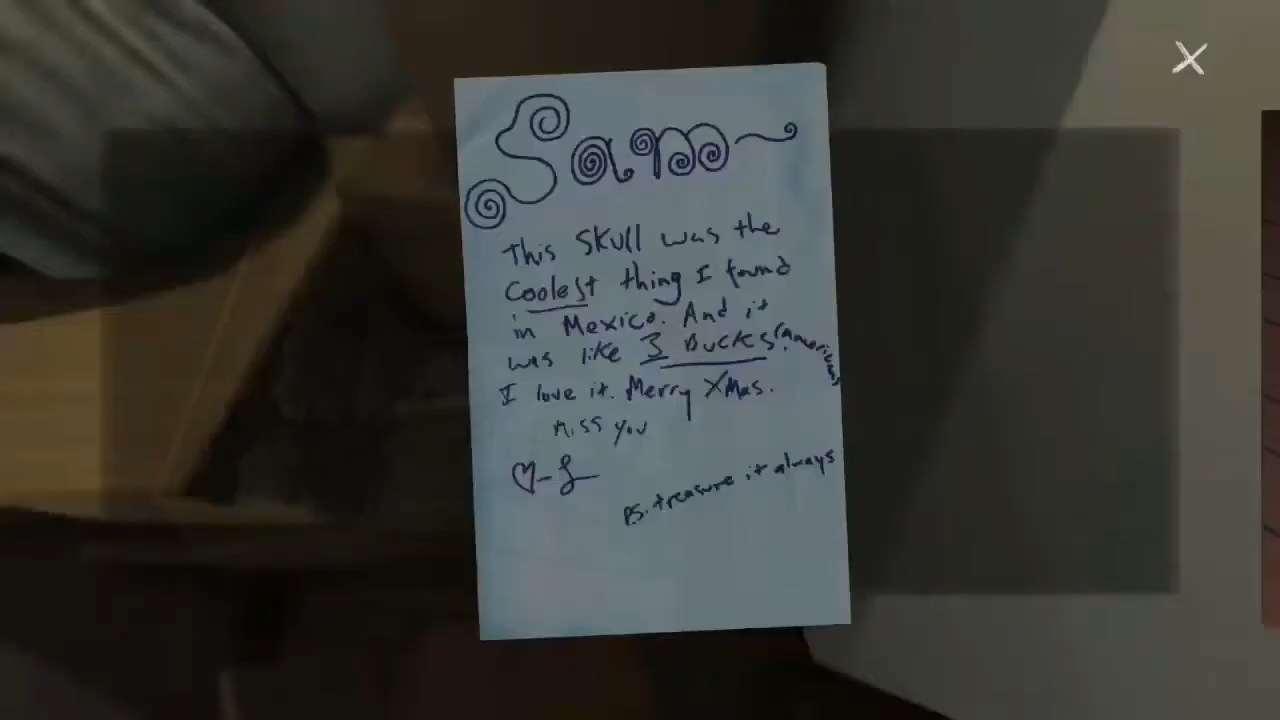 Sam
This SKull was the
Coolest thing I found
in Mexico. And it
was like 3 Bucks (American)
I love it. Merry XMas.
miss you
♡-L
PS. treasure it always